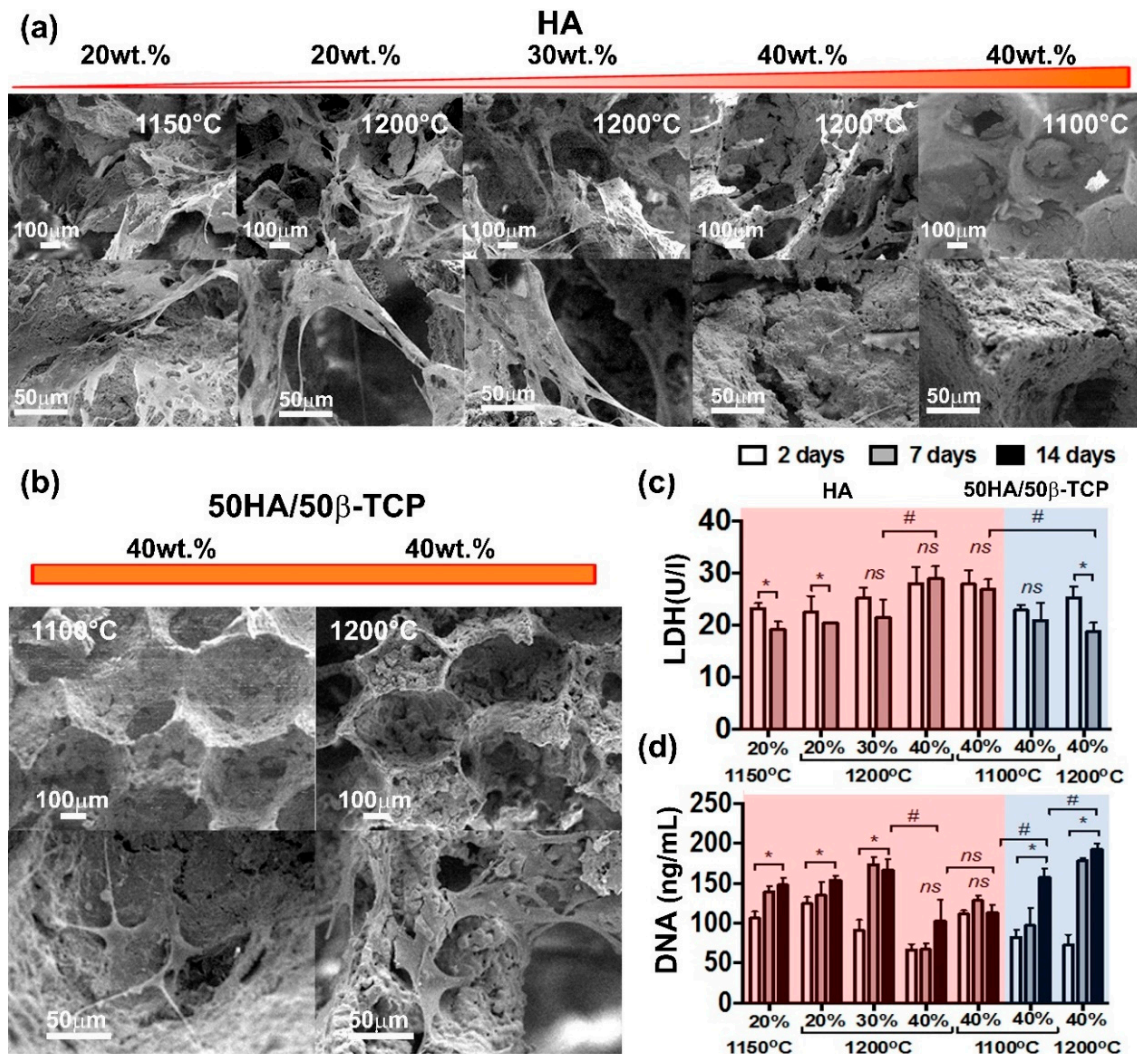 (a)
HA
20wt.% 20wt.% 30wt.% 40wt.% 40wt.%
1150°C 1200°C 1200°C 1200°C 1100°C
100μm 100μm 100μm 100μm 100μm
50μm 50μm 50μm 50μm 50μm
(b)
50HA/50β-TCP
40wt.% 40wt.%
1100°C 1200°C
100μm 100μm
50μm 50μm
2 days 7 days 14 days
(c)
HA 50HA/50β-TCP
LDH(U/l)
40
30
20
10
0
* * ns # ns ns ns # *
20% 20% 30% 40% 40% 40% 40%
1150°C 1200°C 1100°C 1200°C
(d)
DNA (ng/mL)
250
200
150
100
50
0
* * * # ns ns ns # * # *
20% 20% 30% 40% 40% 40% 40%
1150°C 1200°C 1100°C 1200°C